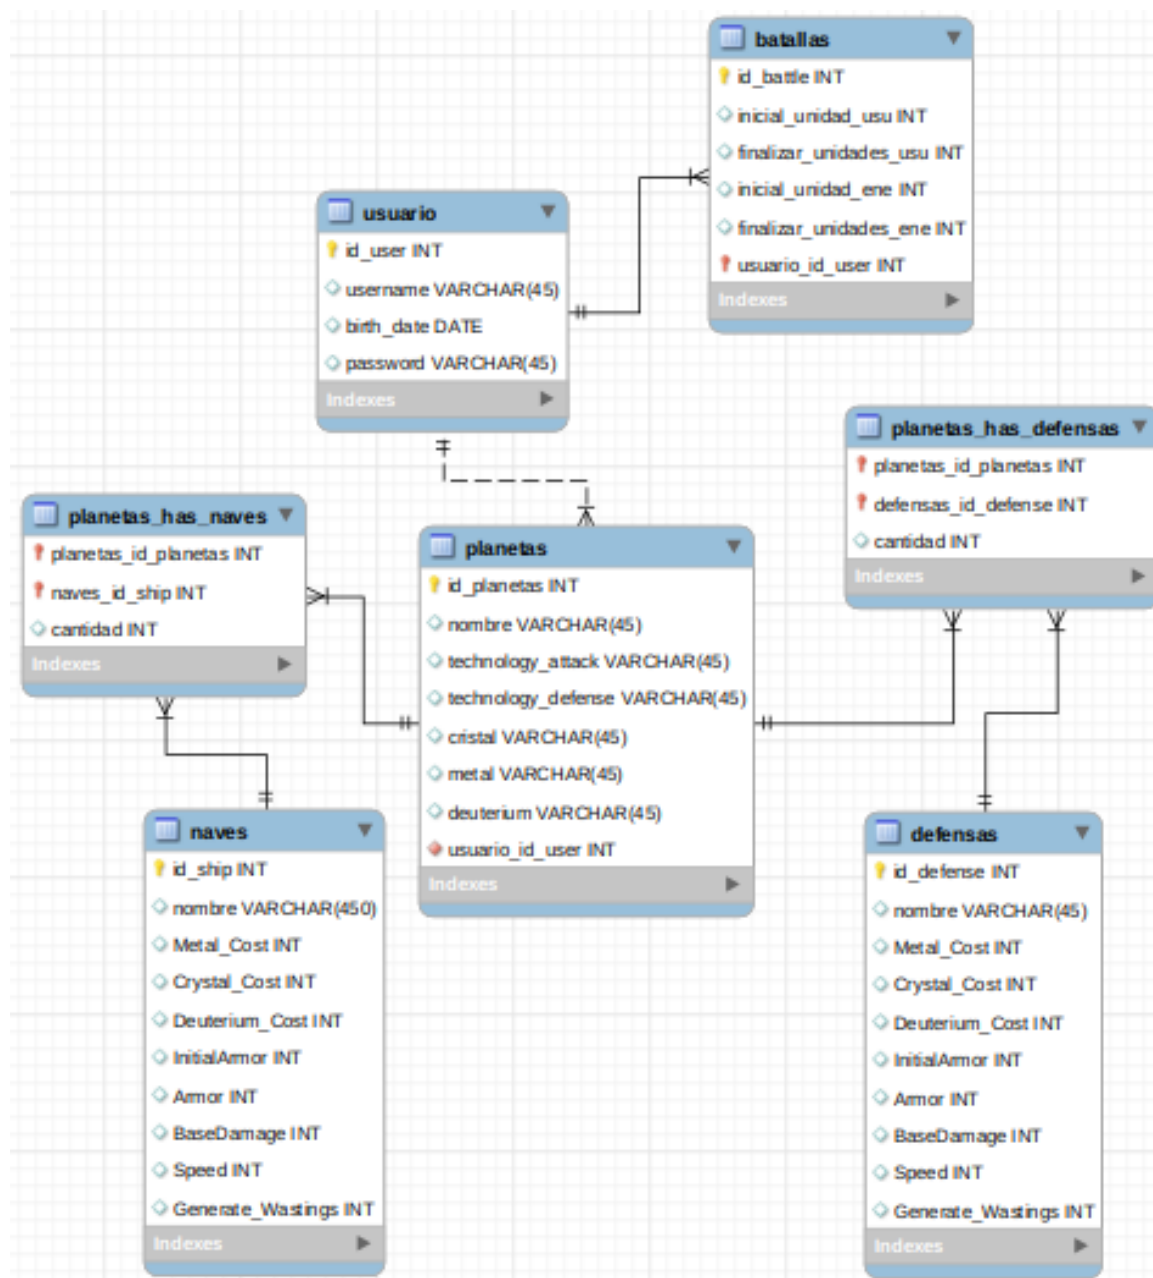 batallas
id_battle INT
inicial_unidad_usu INT
finalizar_unidades_usu INT
inicial_unidad_ene INT
finalizar_unidades_ene INT
usuario_id_user INT
Indexes
usuario
id_user INT
username VARCHAR(45)
birth_date DATE
password VARCHAR(45)
Indexes
planetas_has_defensas
planetas_id_planetas INT
defensas_id_defense INT
cantidad INT
Indexes
planetas_has_naves
planetas_id_planetas INT
naves_id_ship INT
cantidad INT
Indexes
planetas
id_planetas INT
nombre VARCHAR(45)
technology_attack VARCHAR(45)
technology_defense VARCHAR(45)
cristal VARCHAR(45)
metal VARCHAR(45)
deuterium VARCHAR(45)
usuario_id_user INT
Indexes
naves
id_ship INT
nombre VARCHAR(450)
Metal_Cost INT
Crystal_Cost INT
Deuterium_Cost INT
InitialArmor INT
Armor INT
BaseDamage INT
Speed INT
Generate_Wastings INT
Indexes
defensas
id_defense INT
nombre VARCHAR(45)
Metal_Cost INT
Crystal_Cost INT
Deuterium_Cost INT
InitialArmor INT
Armor INT
BaseDamage INT
Speed INT
Generate_Wastings INT
Indexes